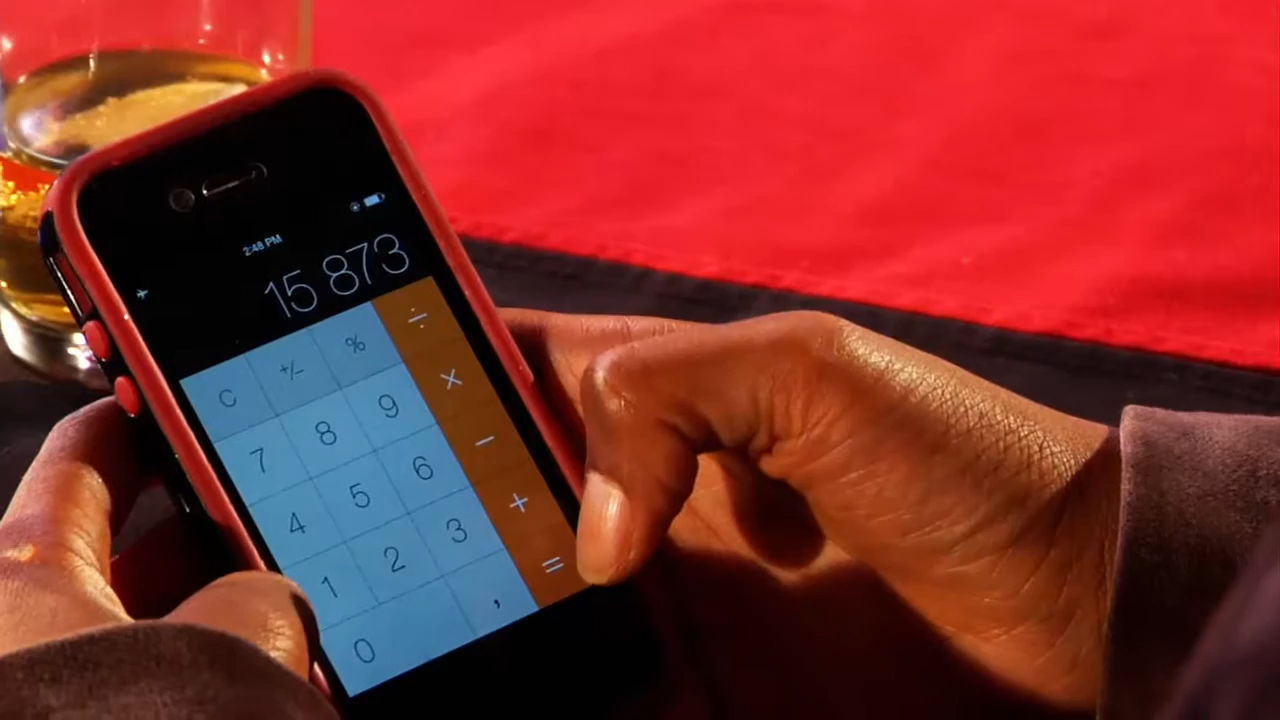 2:48 PM
15 873
C +/- % ÷
7 8 9 ×
4 5 6 −
1 2 3 +
0 , =